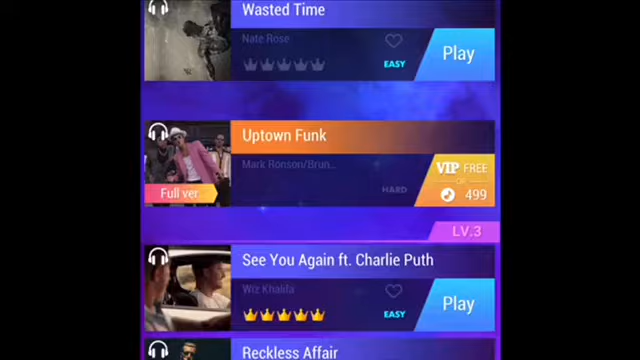 Wasted Time
Nate Rose
EASY
Play
Uptown Funk
Mark Ronson/Brun...
Full ver
HARD
VIP FREE
OR
499
LV.3
See You Again ft. Charlie Puth
Wiz Khalifa
EASY
Play
Reckless Affair